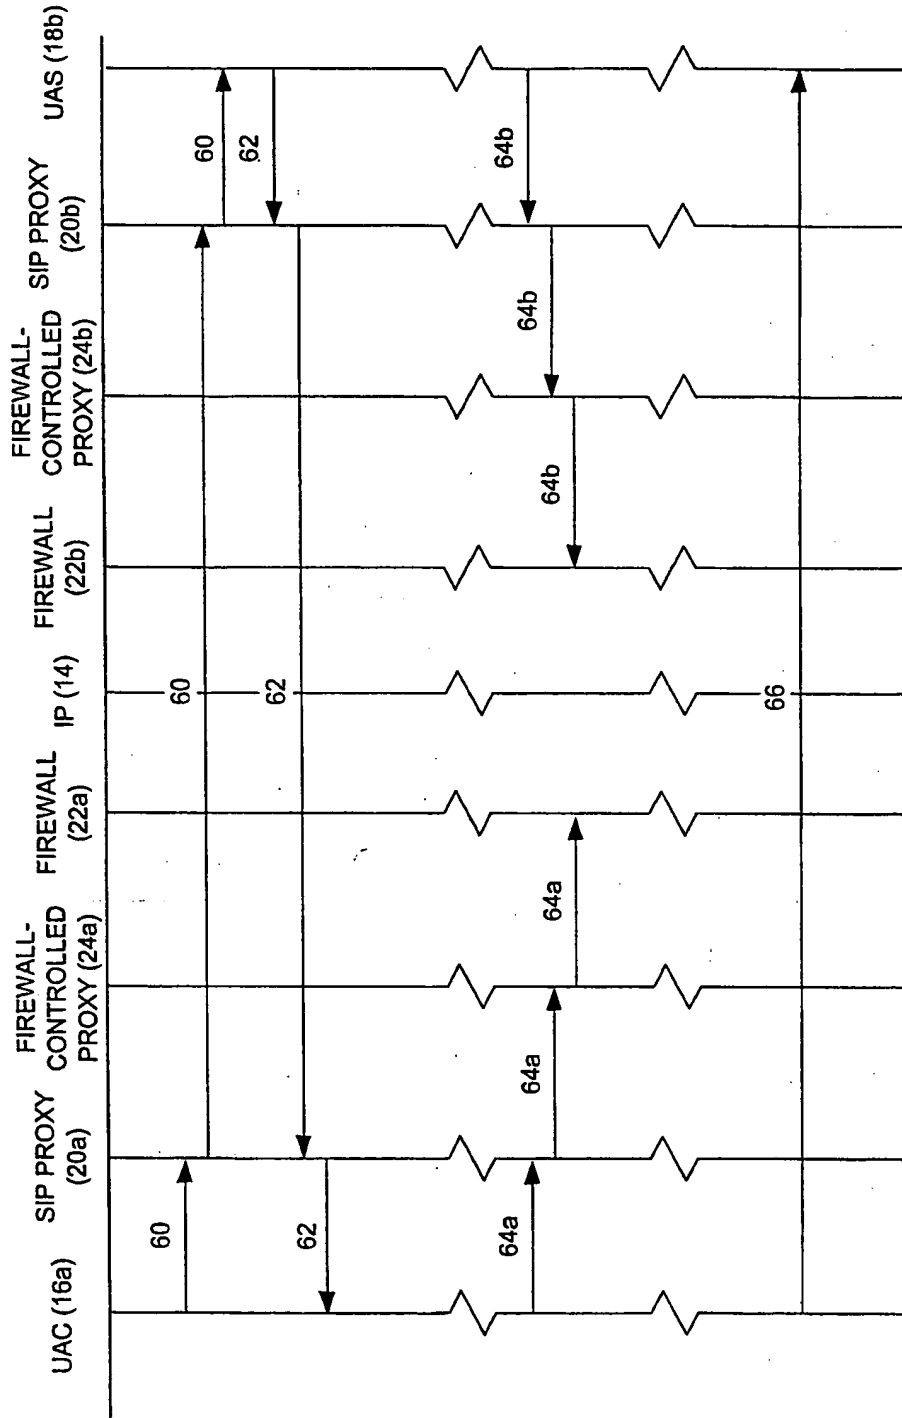 UAC (16a)
SIP PROXY
(20a)
FIREWALL-
CONTROLLED
PROXY (24a)
FIREWALL
(22a)
IP (14)
FIREWALL
(22b)
FIREWALL-
CONTROLLED
PROXY (24b)
SIP PROXY
(20b)
UAS (18b)
60
60
60
62
62
62
64a
64a
64a
64b
64b
64b
66